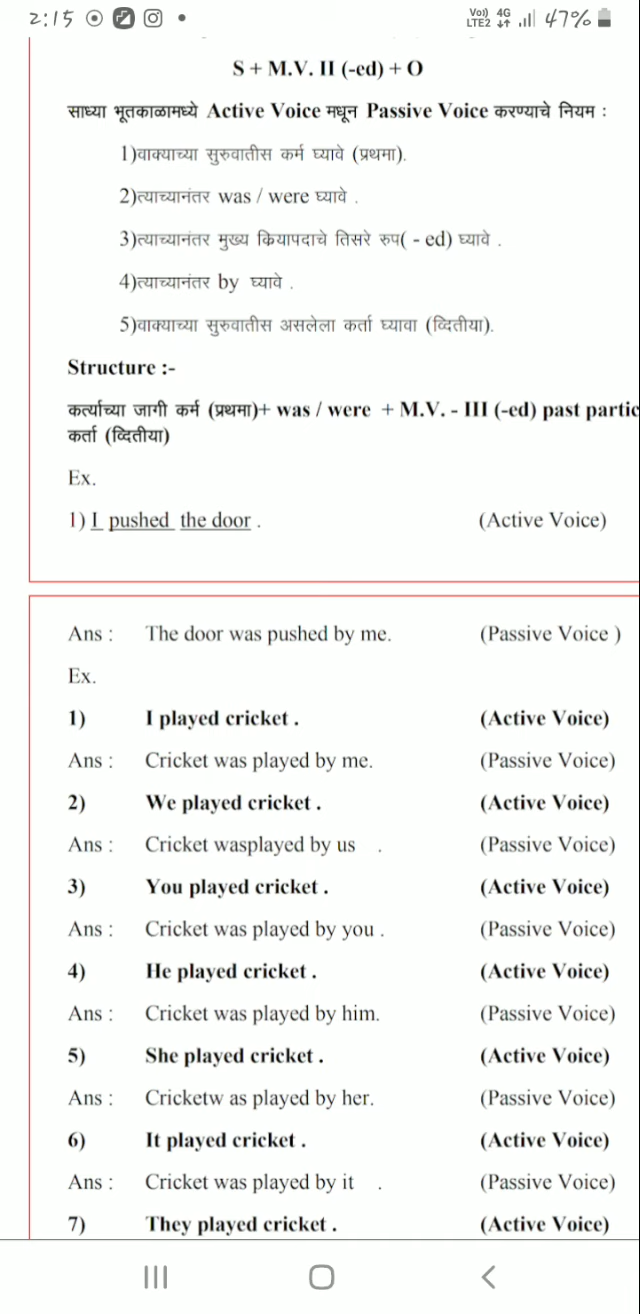 2:15 Vo)) 4G LTE2 47%
S + M.V. II (-ed) + O
साध्या भूतकाळामध्ये Active Voice मधून Passive Voice करण्याचे नियम :
1)वाक्याच्या सुरुवातीस कर्म घ्यावे (प्रथमा).
2)त्याच्यानंतर was / were घ्यावे .
3)त्याच्यानंतर मुख्य कियापदाचे तिसरे रुप( - ed) घ्यावे .
4)त्याच्यानंतर by घ्यावे .
5)वाक्याच्या सुरुवातीस असलेला कर्ता घ्यावा (व्दितीया).
Structure :-
कर्त्याच्या जागी कर्म (प्रथमा)+ was / were + M.V. - III (-ed) past partic
कर्ता (व्दितीया)
Ex.
1) I pushed the door . (Active Voice)
Ans : The door was pushed by me. (Passive Voice )
Ex.
1) I played cricket . (Active Voice)
Ans : Cricket was played by me. (Passive Voice)
2) We played cricket . (Active Voice)
Ans : Cricket wasplayed by us . (Passive Voice)
3) You played cricket . (Active Voice)
Ans : Cricket was played by you . (Passive Voice)
4) He played cricket . (Active Voice)
Ans : Cricket was played by him. (Passive Voice)
5) She played cricket . (Active Voice)
Ans : Cricketw as played by her. (Passive Voice)
6) It played cricket . (Active Voice)
Ans : Cricket was played by it . (Passive Voice)
7) They played cricket . (Active Voice)